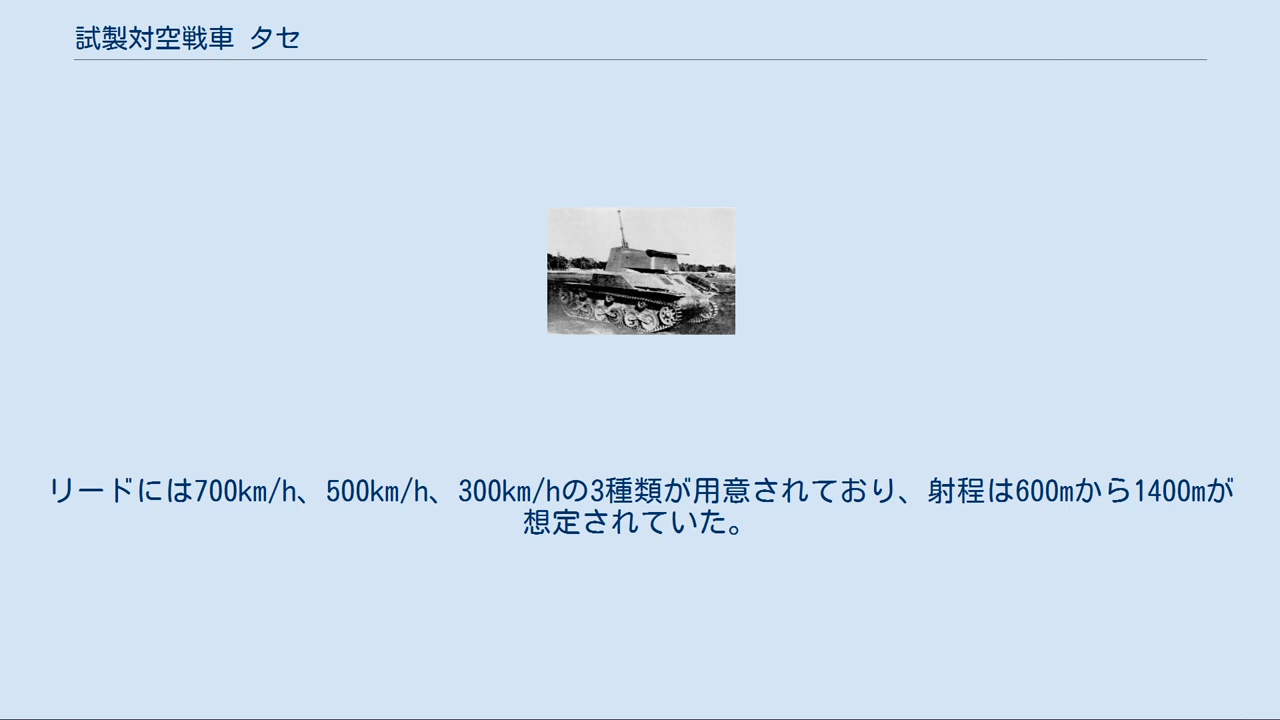 試製対空戦車 タセ
リードには700km/h、500km/h、300km/hの3種類が用意されており、射程は600mから1400mが
想定されていた。